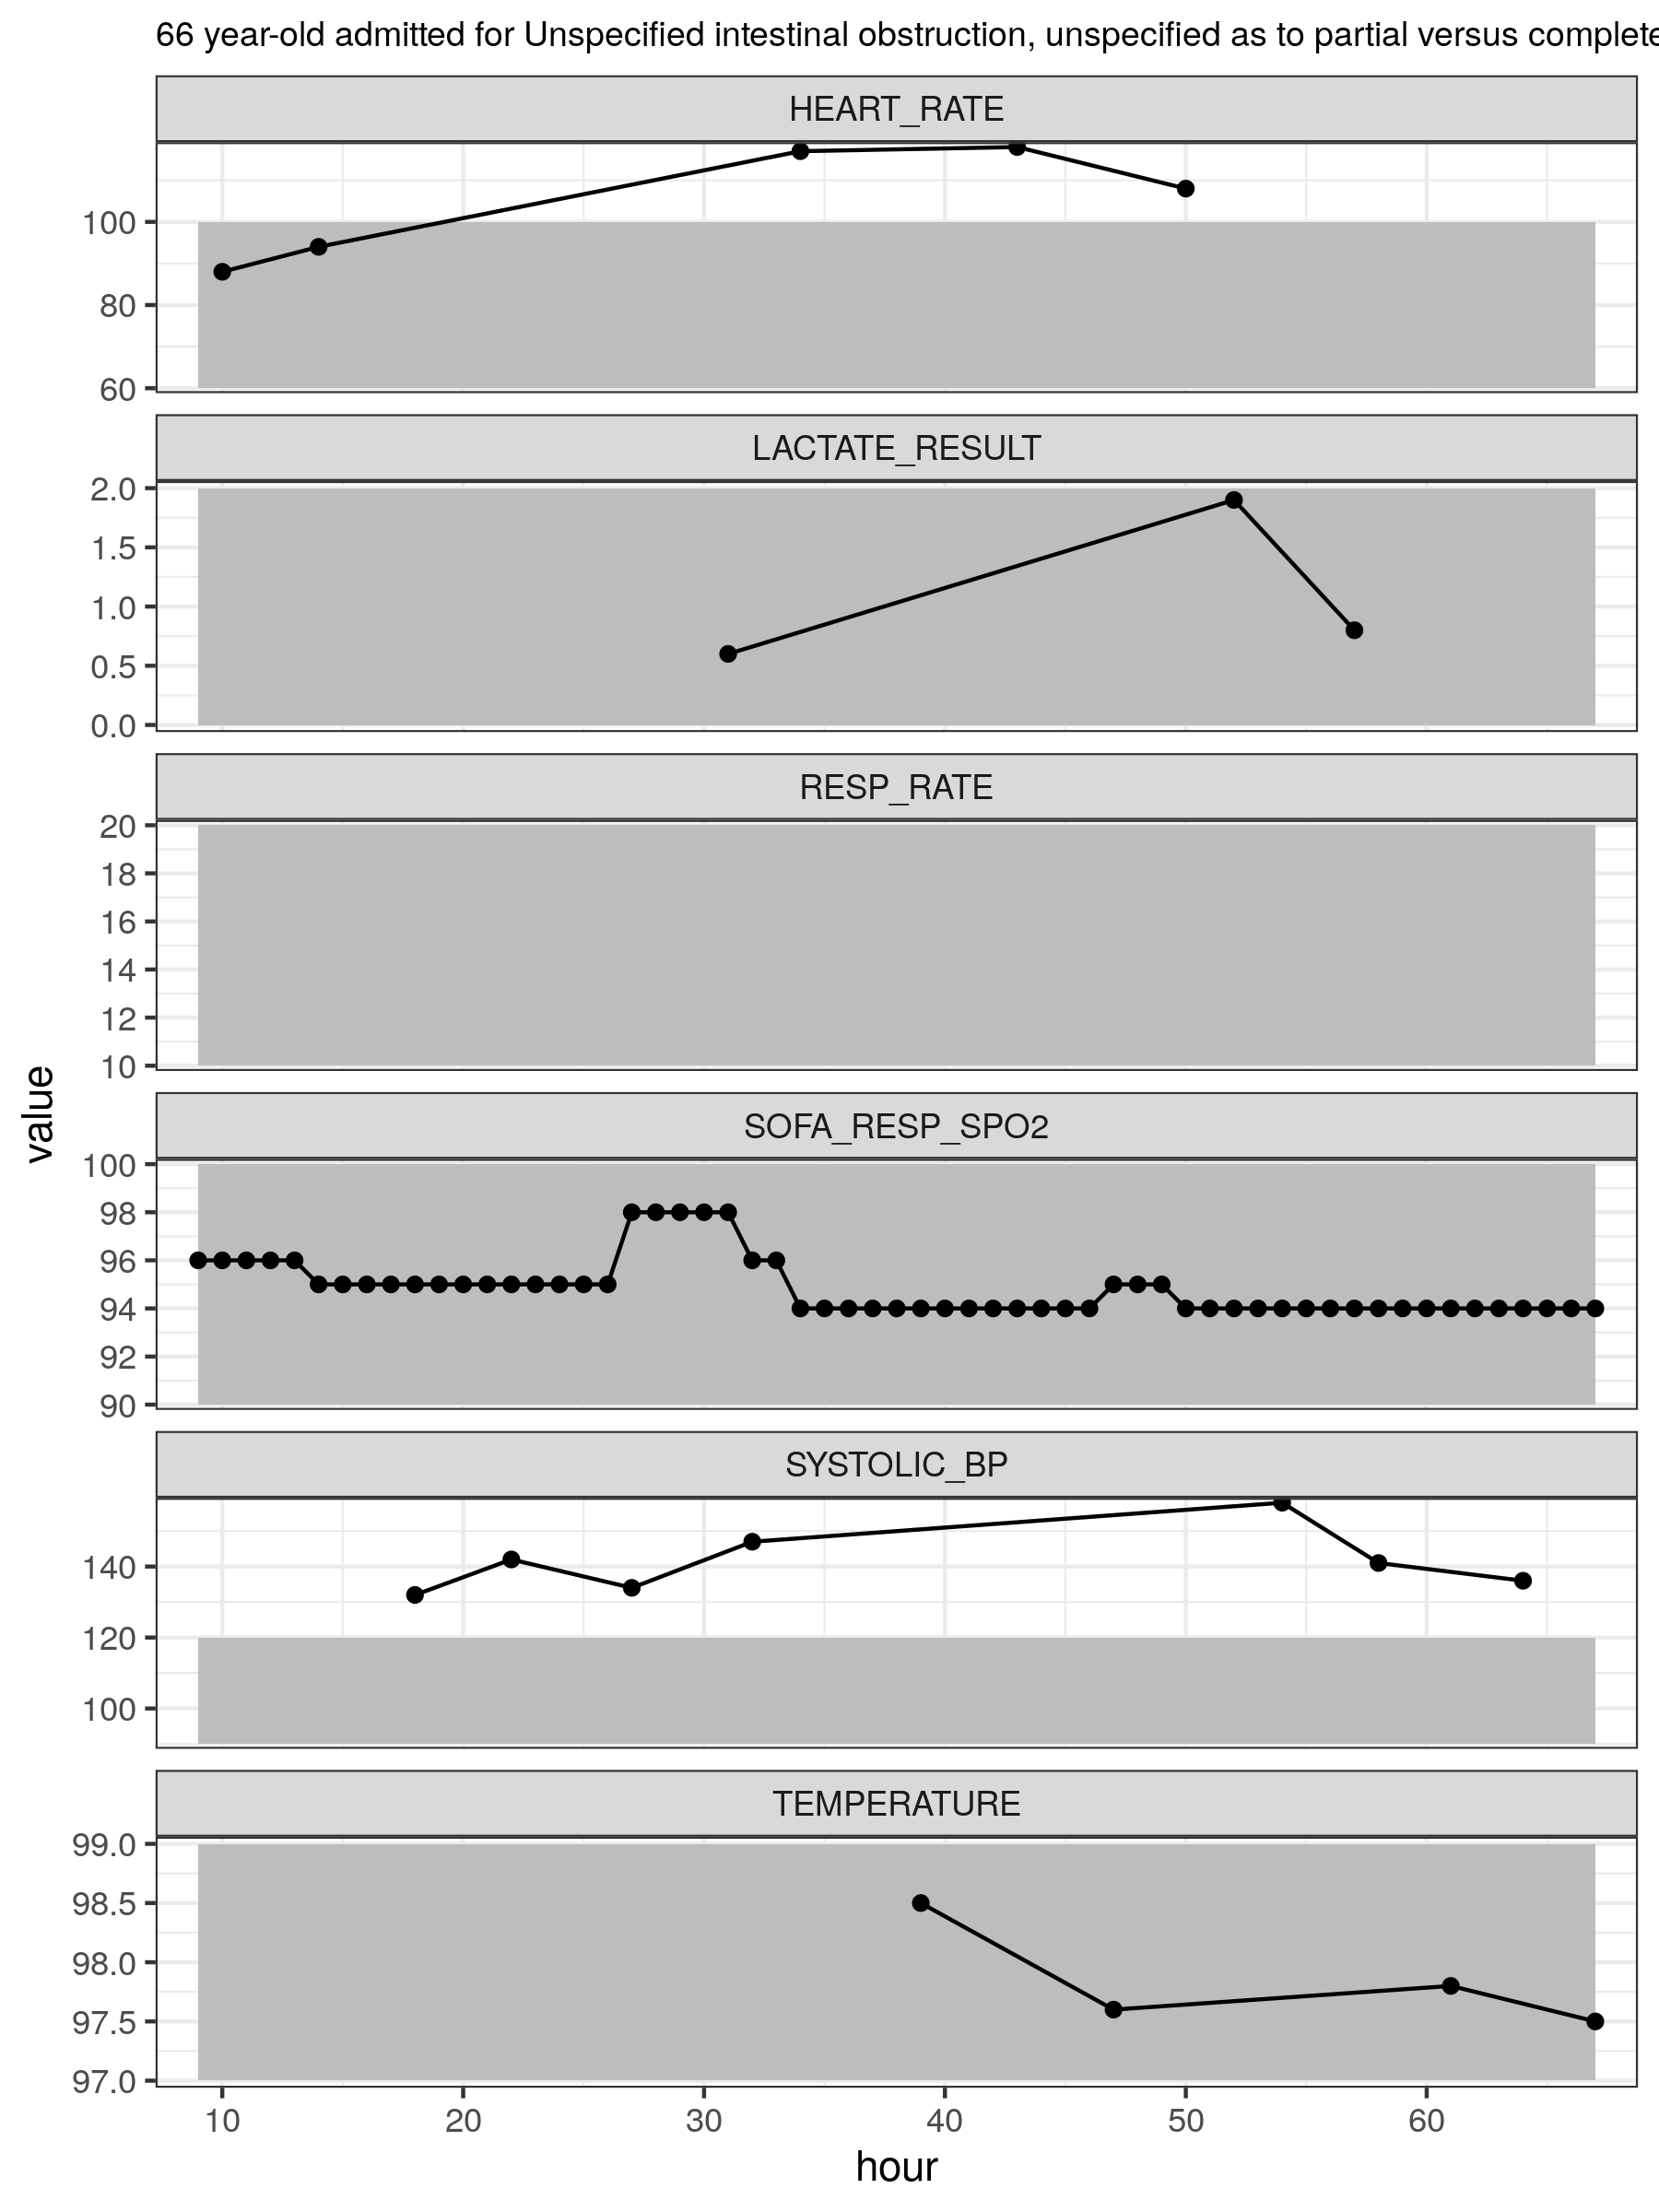 66 year-old admitted for Unspecified intestinal obstruction, unspecified as to partial versus complete
HEART_RATE
100
80
60
LACTATE_RESULT
2.0
1.5
1.0
0.5
0.0
RESP_RATE
20
18
16
14
12
10
value
SOFA_RESP_SPO2
100
98
96
94
92
90
SYSTOLIC_BP
140
120
100
TEMPERATURE
99.0
98.5
98.0
97.5
97.0
10 20 30 40 50 60
hour